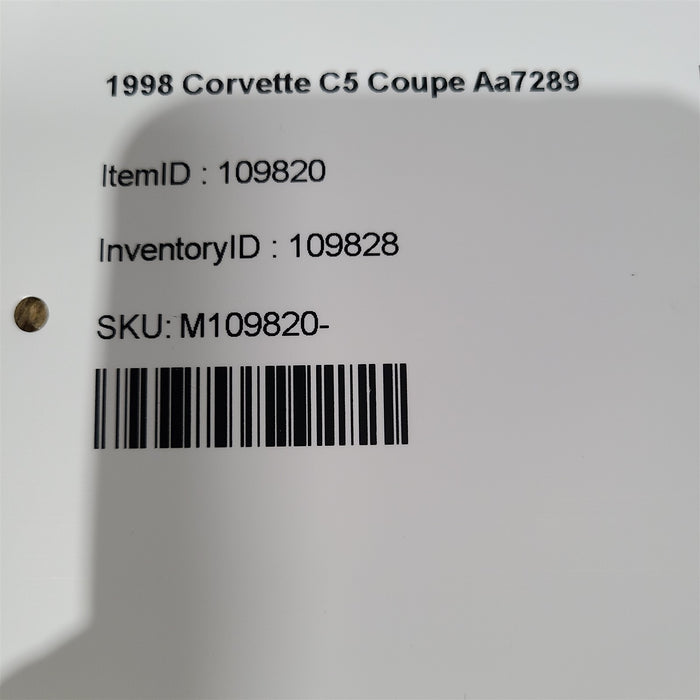 1998 Corvette C5 Coupe Aa7289
ItemID : 109820
InventoryID : 109828
SKU: M109820-